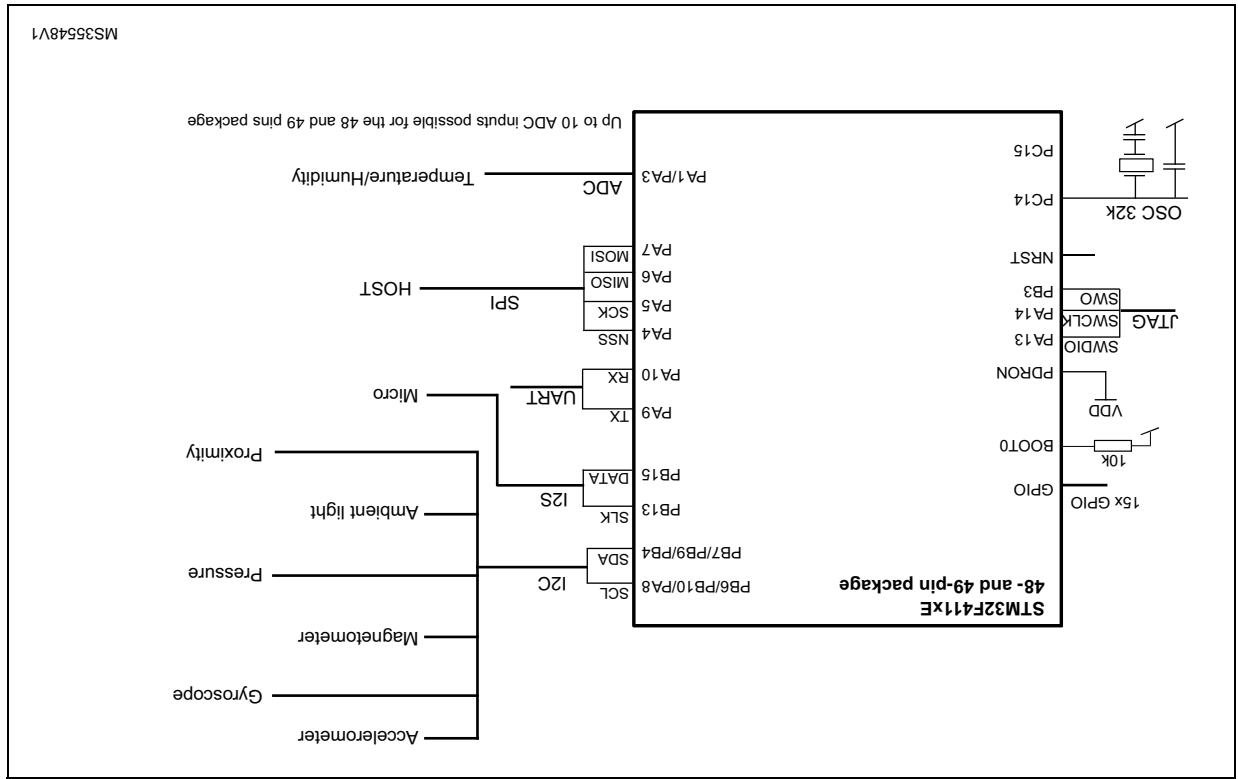 STM32F411xE
48- and 49-pin package
15x GPIO
GPIO
10k
BOOT0
VDD
PDRON
JTAG
SWDIO
SWCLK
SWO
PA13
PA14
PB3
NRST
OSC 32k
PC14
PC15
PB6/PB10/PA8
PB7/PB9/PB4
PB13
PB15
PA9
PA10
PA4
PA5
PA6
PA7
PA1/PA3
SCL
SDA
I2C
SLK
DATA
I2S
TX
RX
UART
NSS
SCK
MISO
MOSI
SPI
ADC
Accelerometer
Gyroscope
Magnetometer
Pressure
Ambient light
Proximity
Micro
HOST
Temperature/Humidity
Up to 10 ADC inputs possible for the 48 and 49 pins package
MS35548V1